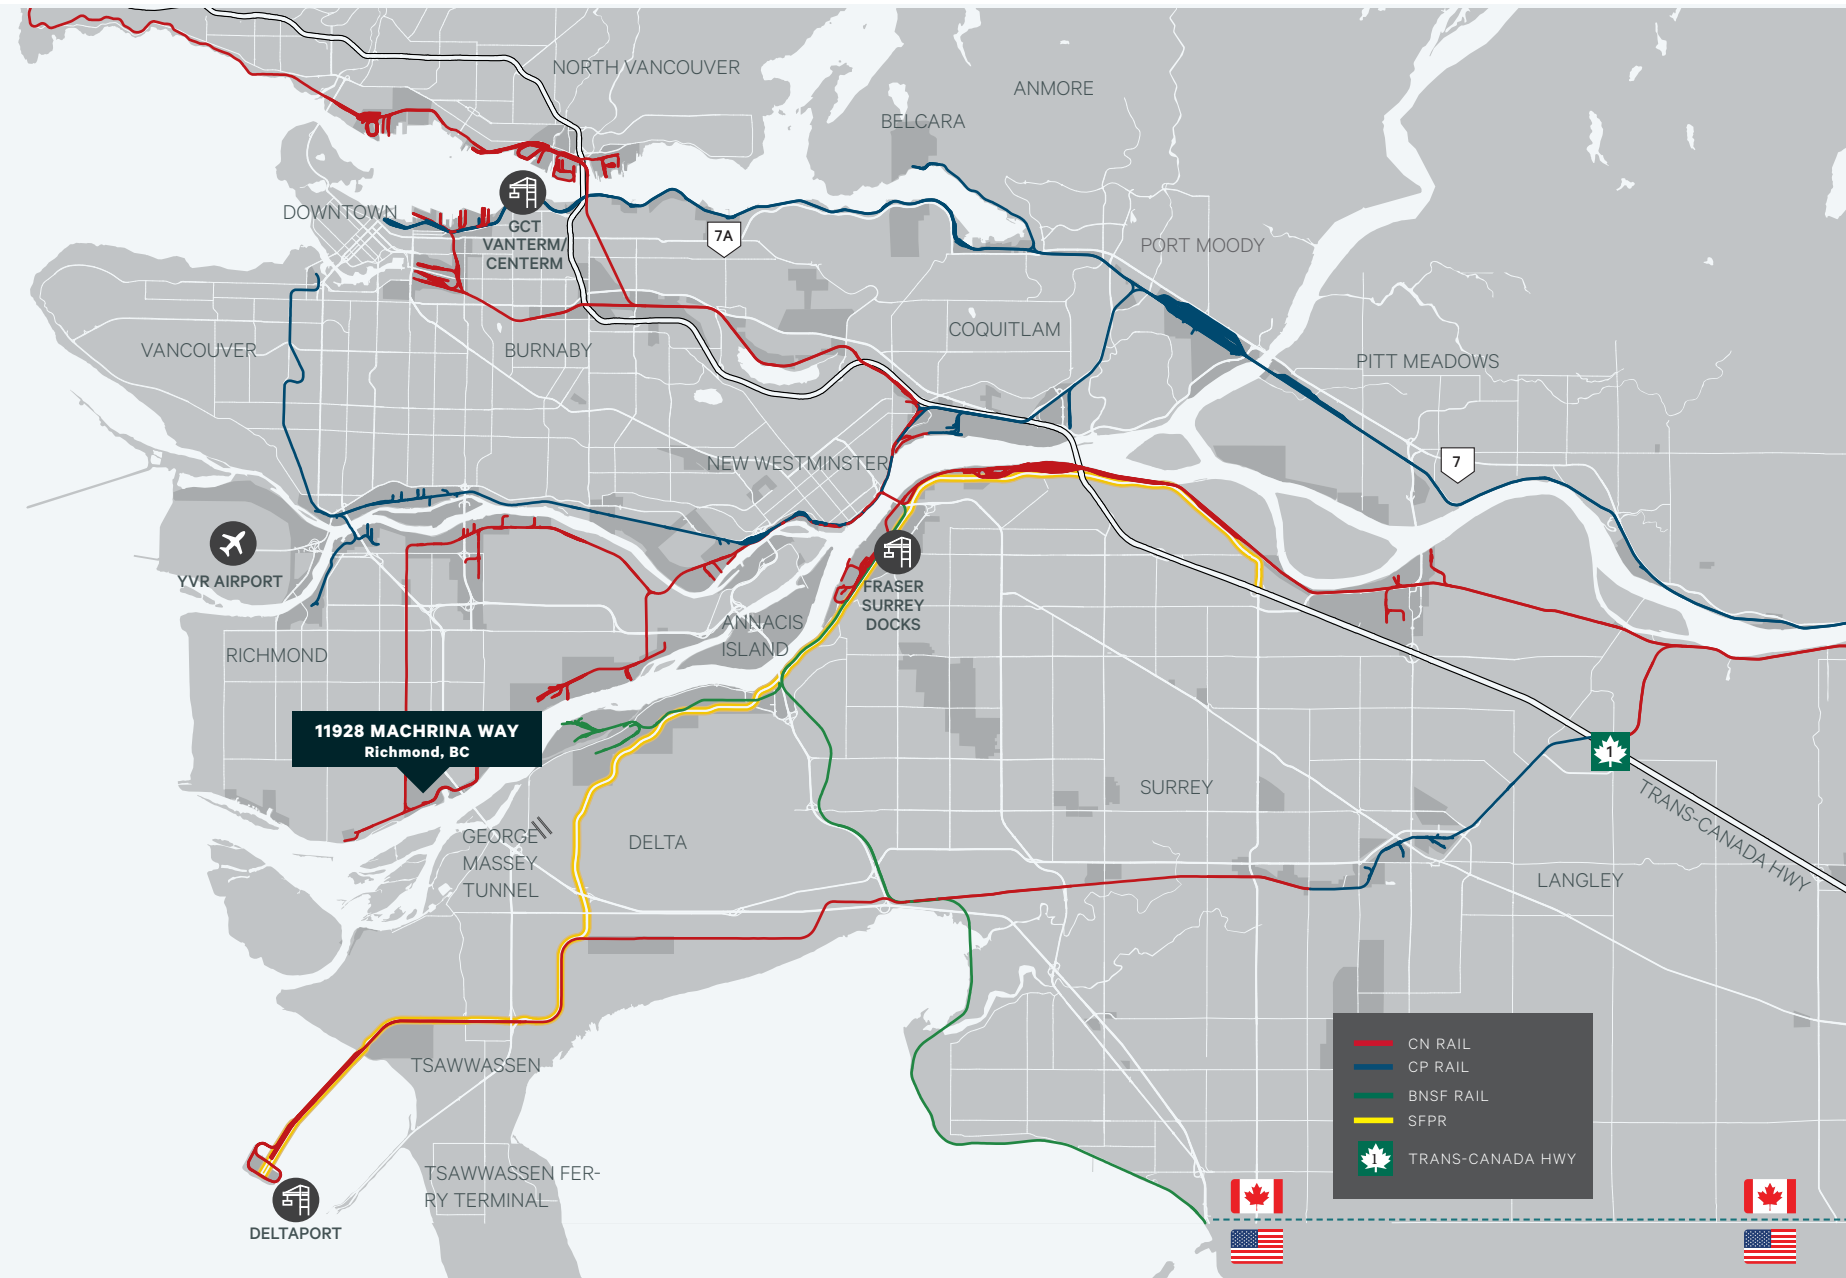 NORTH VANCOUVER
ANMORE
BELCARA
DOWNTOWN
GCT
VANTERM/
CENTERM
7A
PORT MOODY
COQUITLAM
VANCOUVER
BURNABY
PITT MEADOWS
NEW WESTMINSTER
7
YVR AIRPORT
FRASER
SURREY
DOCKS
ANNACIS
ISLAND
RICHMOND
11928 MACHRINA WAY
Richmond, BC
1
SURREY
TRANS-CANADA HWY
GEORGE
MASSEY
TUNNEL
DELTA
LANGLEY
TSAWWASSEN
CN RAIL
CP RAIL
BNSF RAIL
SFPR
1
TRANS-CANADA HWY
TSAWWASSEN FER-
RY TERMINAL
DELTAPORT